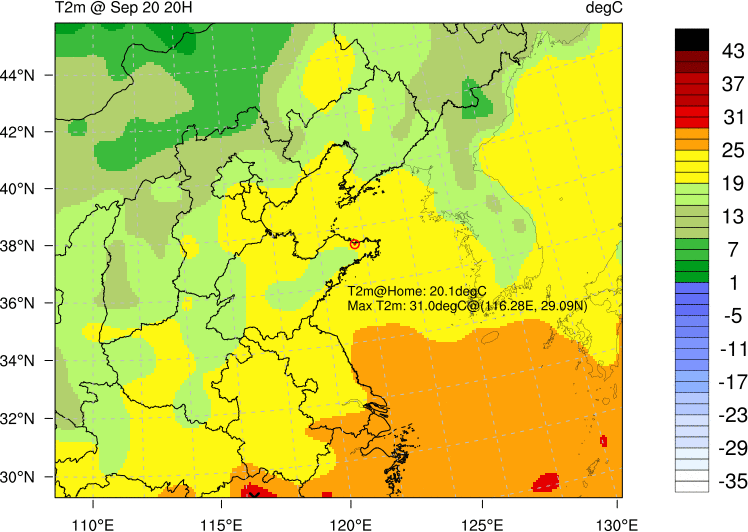 T2m @ Sep 20 20H
degC
44°N
42°N
40°N
38°N
36°N
34°N
32°N
30°N
T2m@Home: 20.1degC
Max T2m: 31.0degC@(116.28E, 29.09N)
110°E
115°E
120°E
125°E
130°E
43
37
31
25
19
13
7
1
-5
-11
-17
-23
-29
-35